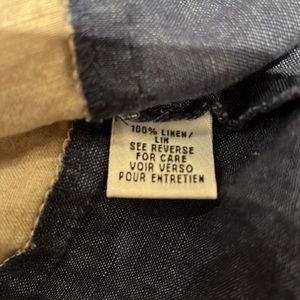 100% LINEN/
LIN
SEE REVERSE
FOR CARE
VOIR VERSO
POUR ENTRETIEN